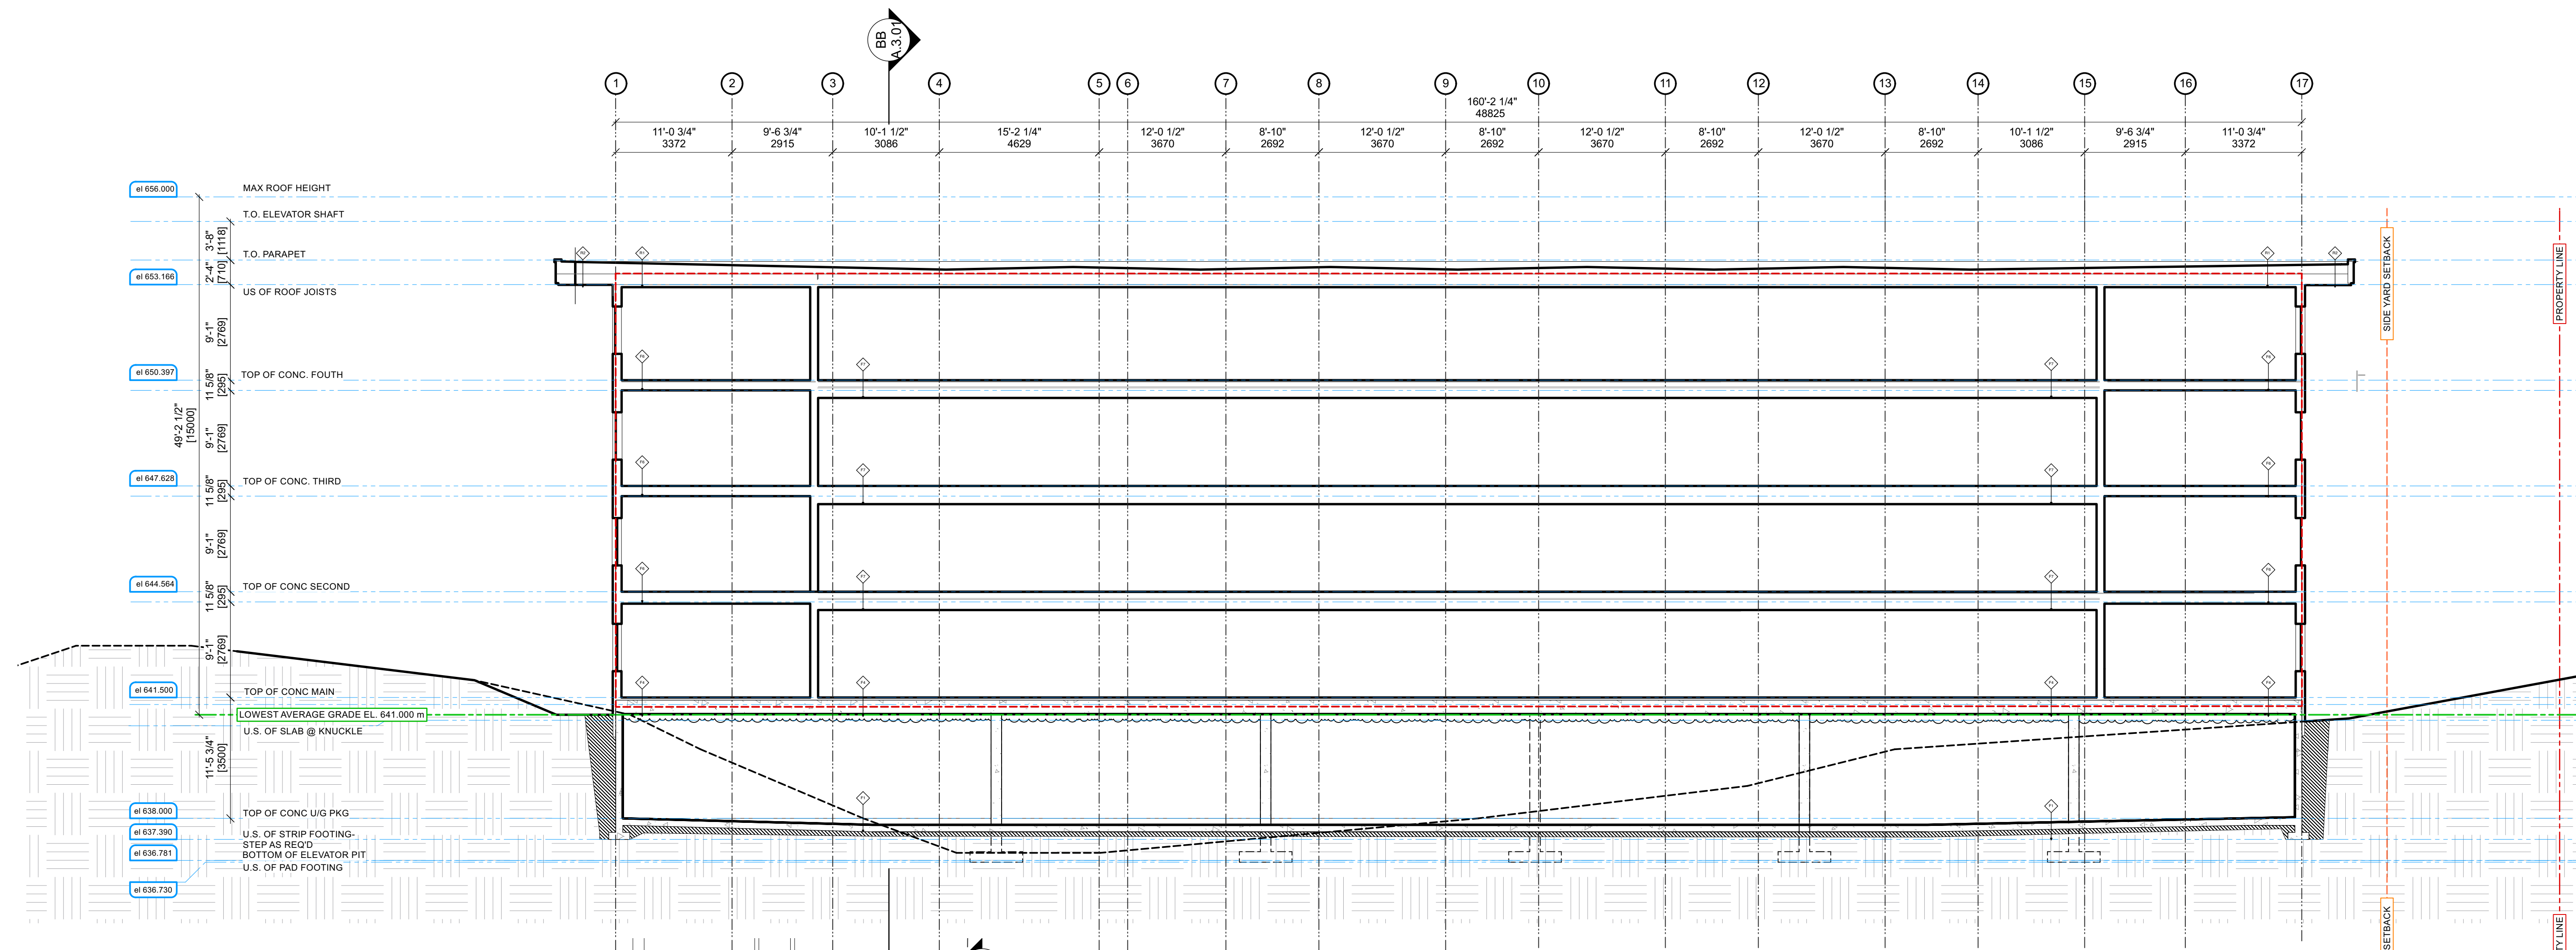 BB
A.3.01
1 2 3 4 5 6 7 8 9 10 11 12 13 14 15 16 17
160'-2 1/4"
48825
11'-0 3/4" 9'-6 3/4" 10'-1 1/2" 15'-2 1/4" 12'-0 1/2" 8'-10" 12'-0 1/2" 8'-10" 12'-0 1/2" 8'-10" 12'-0 1/2" 8'-10" 10'-1 1/2" 9'-6 3/4" 11'-0 3/4"
3372 2915 3086 4629 3670 2692 3670 2692 3670 2692 3670 2692 3086 2915 3372
el 656.000 MAX ROOF HEIGHT
T.O. ELEVATOR SHAFT
3'-8"
[1118]
T.O. PARAPET
2'-4"
[710]
el 653.166
US OF ROOF JOISTS
9'-1"
[2769]
el 650.397 TOP OF CONC. FOUTH
11 5/8"
[295]
49'-2 1/2"
[15000]
9'-1"
[2769]
el 647.628 TOP OF CONC. THIRD
11 5/8"
[295]
9'-1"
[2769]
el 644.564 TOP OF CONC SECOND
11 5/8"
[295]
9'-1"
[2769]
el 641.500 TOP OF CONC MAIN
LOWEST AVERAGE GRADE EL. 641.000 m
U.S. OF SLAB @ KNUCKLE
11'-5 3/4"
[3500]
el 638.000 TOP OF CONC U/G PKG
el 637.390 U.S. OF STRIP FOOTING-
STEP AS REQ'D
el 636.781 BOTTOM OF ELEVATOR PIT
U.S. OF PAD FOOTING
el 636.730
F7 F7
F7 F7
F7 F7
SIDE YARD SETBACK
PROPERTY LINE
SETBACK
TY LINE